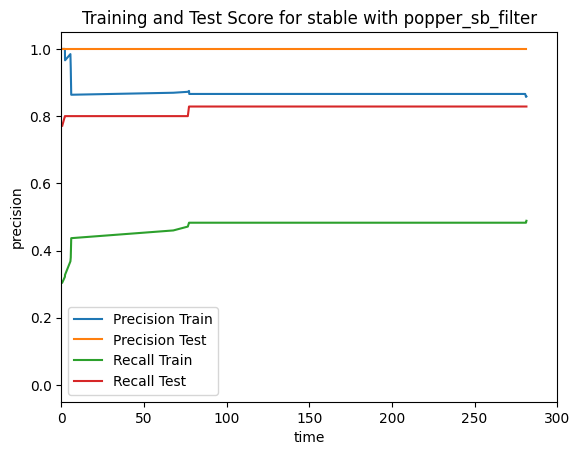 Training and Test Score for stable with popper_sb_filter
precision
1.0
0.8
0.6
0.4
0.2
0.0
Precision Train
Precision Test
Recall Train
Recall Test
0 50 100 150 200 250 300
time